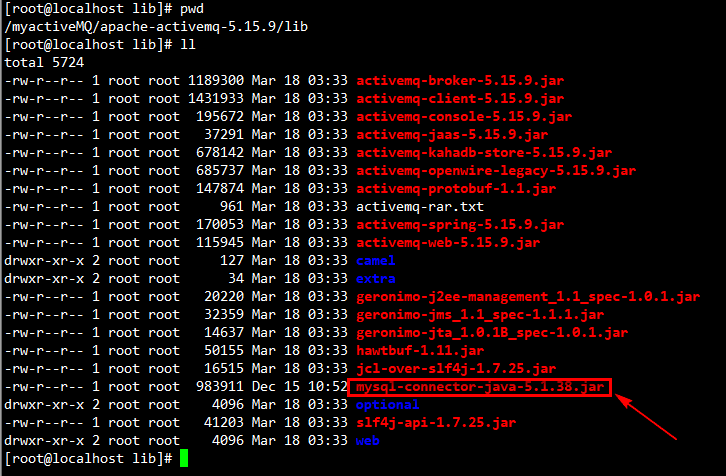 [root@localhost lib]# pwd
/myactiveMQ/apache-activemq-5.15.9/lib
[root@localhost lib]# ll
total 5724
-rw-r--r-- 1 root root 1189300 Mar 18 03:33 activemq-broker-5.15.9.jar
-rw-r--r-- 1 root root 1431933 Mar 18 03:33 activemq-client-5.15.9.jar
-rw-r--r-- 1 root root  195672 Mar 18 03:33 activemq-console-5.15.9.jar
-rw-r--r-- 1 root root   37291 Mar 18 03:33 activemq-jaas-5.15.9.jar
-rw-r--r-- 1 root root  678142 Mar 18 03:33 activemq-kahadb-store-5.15.9.jar
-rw-r--r-- 1 root root  685737 Mar 18 03:33 activemq-openwire-legacy-5.15.9.jar
-rw-r--r-- 1 root root  147874 Mar 18 03:33 activemq-protobuf-1.1.jar
-rw-r--r-- 1 root root     961 Mar 18 03:33 activemq-rar.txt
-rw-r--r-- 1 root root  170053 Mar 18 03:33 activemq-spring-5.15.9.jar
-rw-r--r-- 1 root root  115945 Mar 18 03:33 activemq-web-5.15.9.jar
drwxr-xr-x 2 root root     127 Mar 18 03:33 camel
drwxr-xr-x 2 root root      34 Mar 18 03:33 extra
-rw-r--r-- 1 root root   20220 Mar 18 03:33 geronimo-j2ee-management_1.1_spec-1.0.1.jar
-rw-r--r-- 1 root root   32359 Mar 18 03:33 geronimo-jms_1.1_spec-1.1.1.jar
-rw-r--r-- 1 root root   14637 Mar 18 03:33 geronimo-jta_1.0.1B_spec-1.0.1.jar
-rw-r--r-- 1 root root   50155 Mar 18 03:33 hawtbuf-1.11.jar
-rw-r--r-- 1 root root   16515 Mar 18 03:33 jcl-over-slf4j-1.7.25.jar
-rw-r--r-- 1 root root  983911 Dec 15 10:52 mysql-connector-java-5.1.38.jar
drwxr-xr-x 2 root root    4096 Mar 18 03:33 optional
-rw-r--r-- 1 root root   41203 Mar 18 03:33 slf4j-api-1.7.25.jar
drwxr-xr-x 2 root root    4096 Mar 18 03:33 web
[root@localhost lib]#